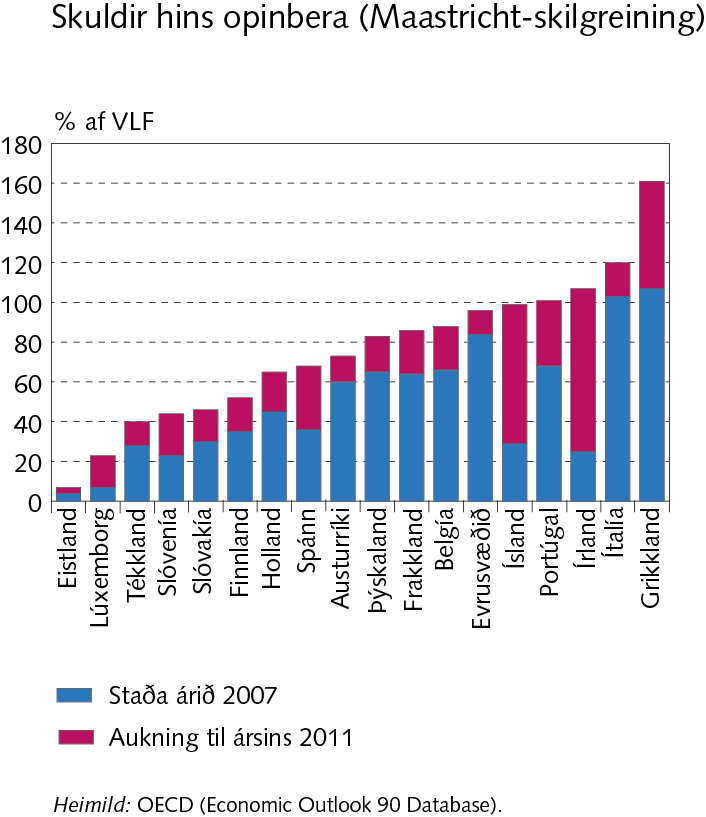 Skuldir hins opinbera (Maastricht-skilgreining)
% af VLF
180
160
140
120
100
80
60
40
20
0
Eistland
Lúxemborg
Tékkland
Slóvenía
Slóvakía
Finnland
Holland
Spánn
Austurríki
Þýskaland
Frakkland
Belgía
Evrusvæðið
Ísland
Portúgal
Írland
Ítalía
Grikkland
Staða árið 2007
Aukning til ársins 2011
Heimild: OECD (Economic Outlook 90 Database).